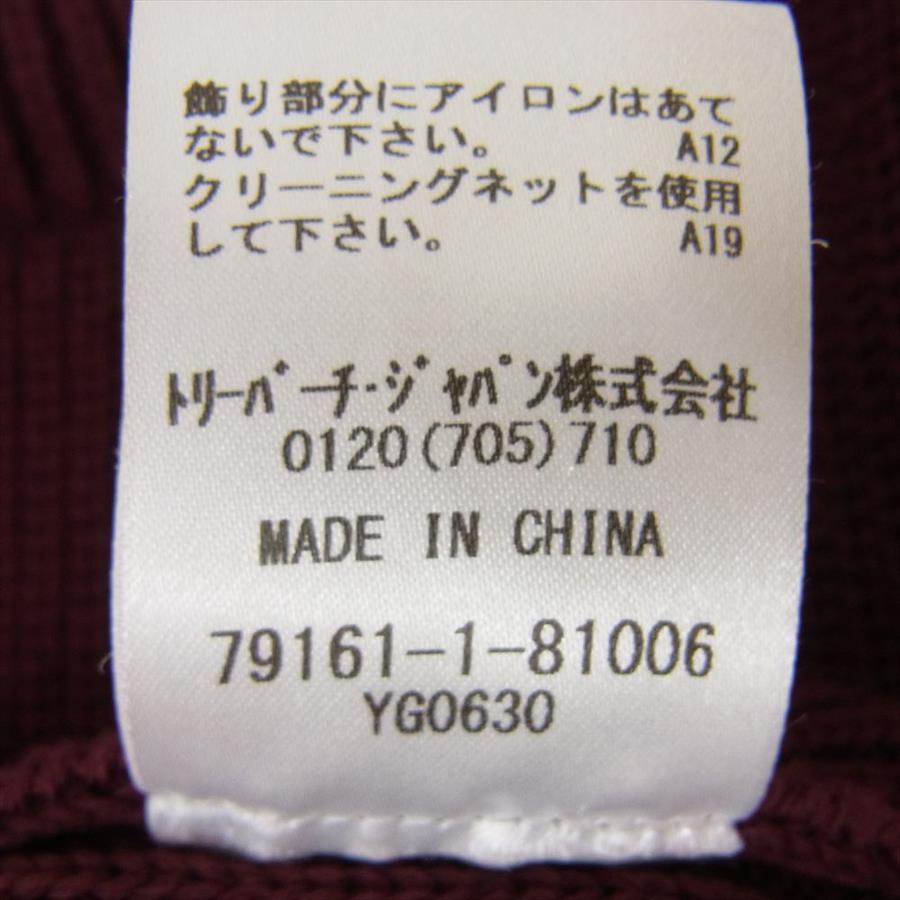 飾り部分にアイロンはあて
ないで下さい。 A12
クリーニングネットを使用
して下さい。 A19
ﾄﾘｰﾊﾞｰﾁ･ｼﾞｬﾊﾟﾝ株式会社
0120(705)710
MADE IN CHINA
79161-1-81006
YG0630